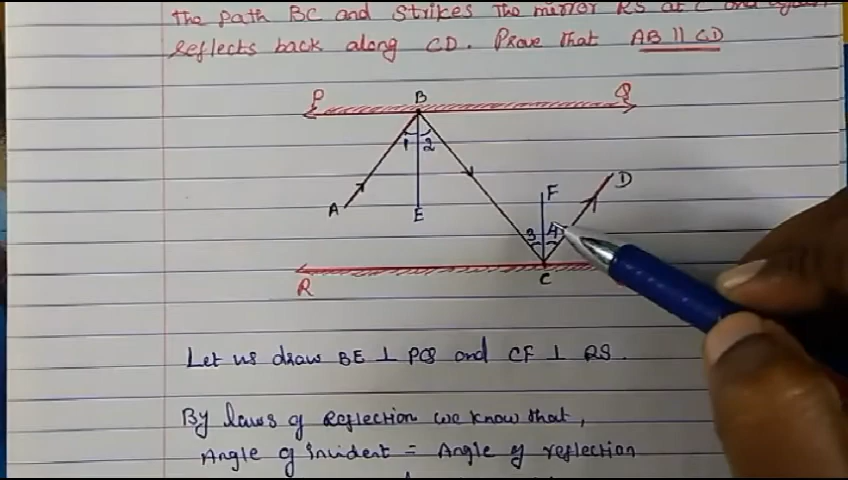 the path BC and strikes the mirror RS at C and again
Reflects back along CD. Prove that AB || CD
P B Q
1 2
A E F D
3 4
R C
Let us draw BE ⊥ PQ and CF ⊥ RS.
By laws of Reflection we know that,
Angle of incident = Angle of reflection